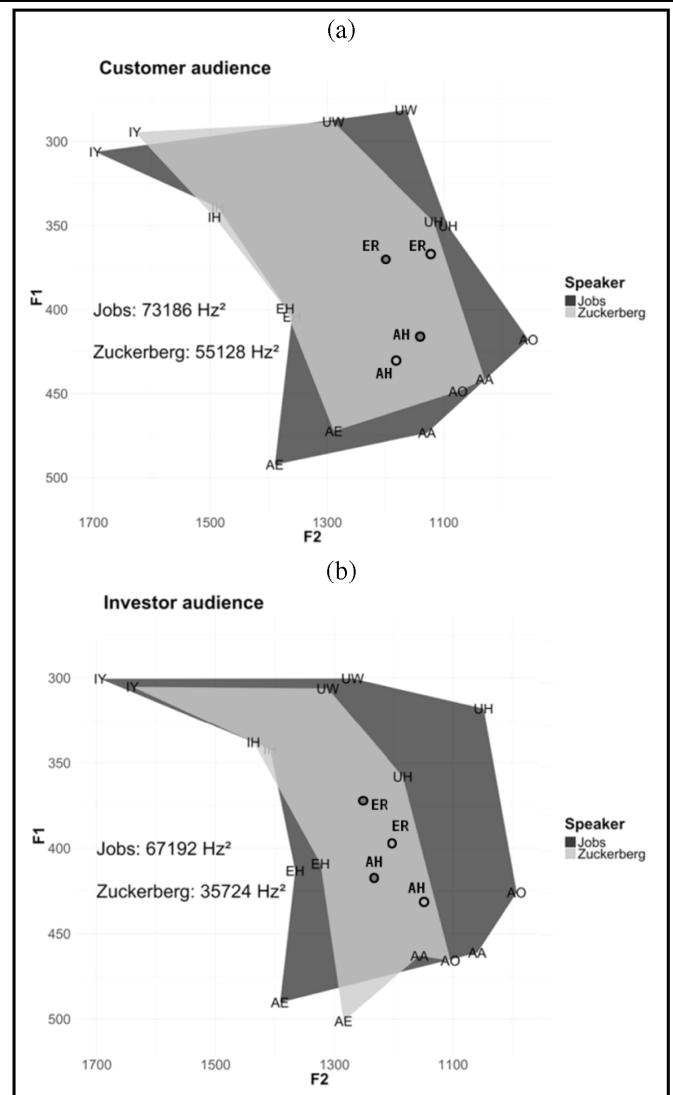 (a)
Customer audience
UW
UW
IY
300
IY
IH
IH
350
UH
UH
ER
ER
F1
Speaker
Jobs
Zuckerberg
400
EH
EH
Jobs: 73186 Hz²
AH
AO
Zuckerberg: 55128 Hz²
AH
AA
450
AO
AE
AA
AE
500
1700
1500
1300
1100
F2
(b)
Investor audience
300
IY
UW
IY
UW
UH
IH
IH
350
UH
ER
ER
F1
Speaker
Jobs
Zuckerberg
400
Jobs: 67192 Hz²
EH
EH
AH
AH
Zuckerberg: 35724 Hz²
AO
450
AA
AO
AA
AE
500
AE
1700
1500
1300
1100
F2